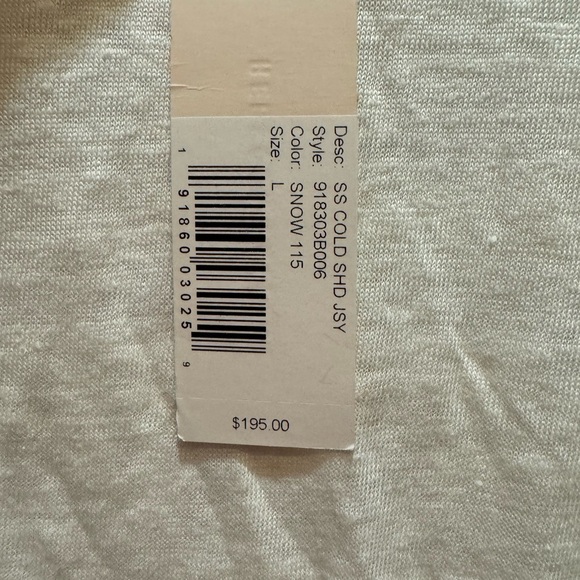 Desc: SS COLD SHD JSY
Style: 918303B006
Color: SNOW 115
Size: L
1 91860 03025 9
$195.00